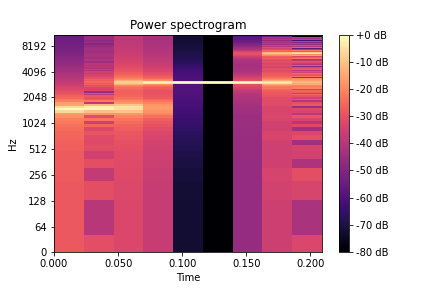 Power spectrogram
8192
4096
2048
1024
512
256
128
64
0
Hz
0.000
0.050
0.100
0.150
0.200
Time
+0 dB
-10 dB
-20 dB
-30 dB
-40 dB
-50 dB
-60 dB
-70 dB
-80 dB